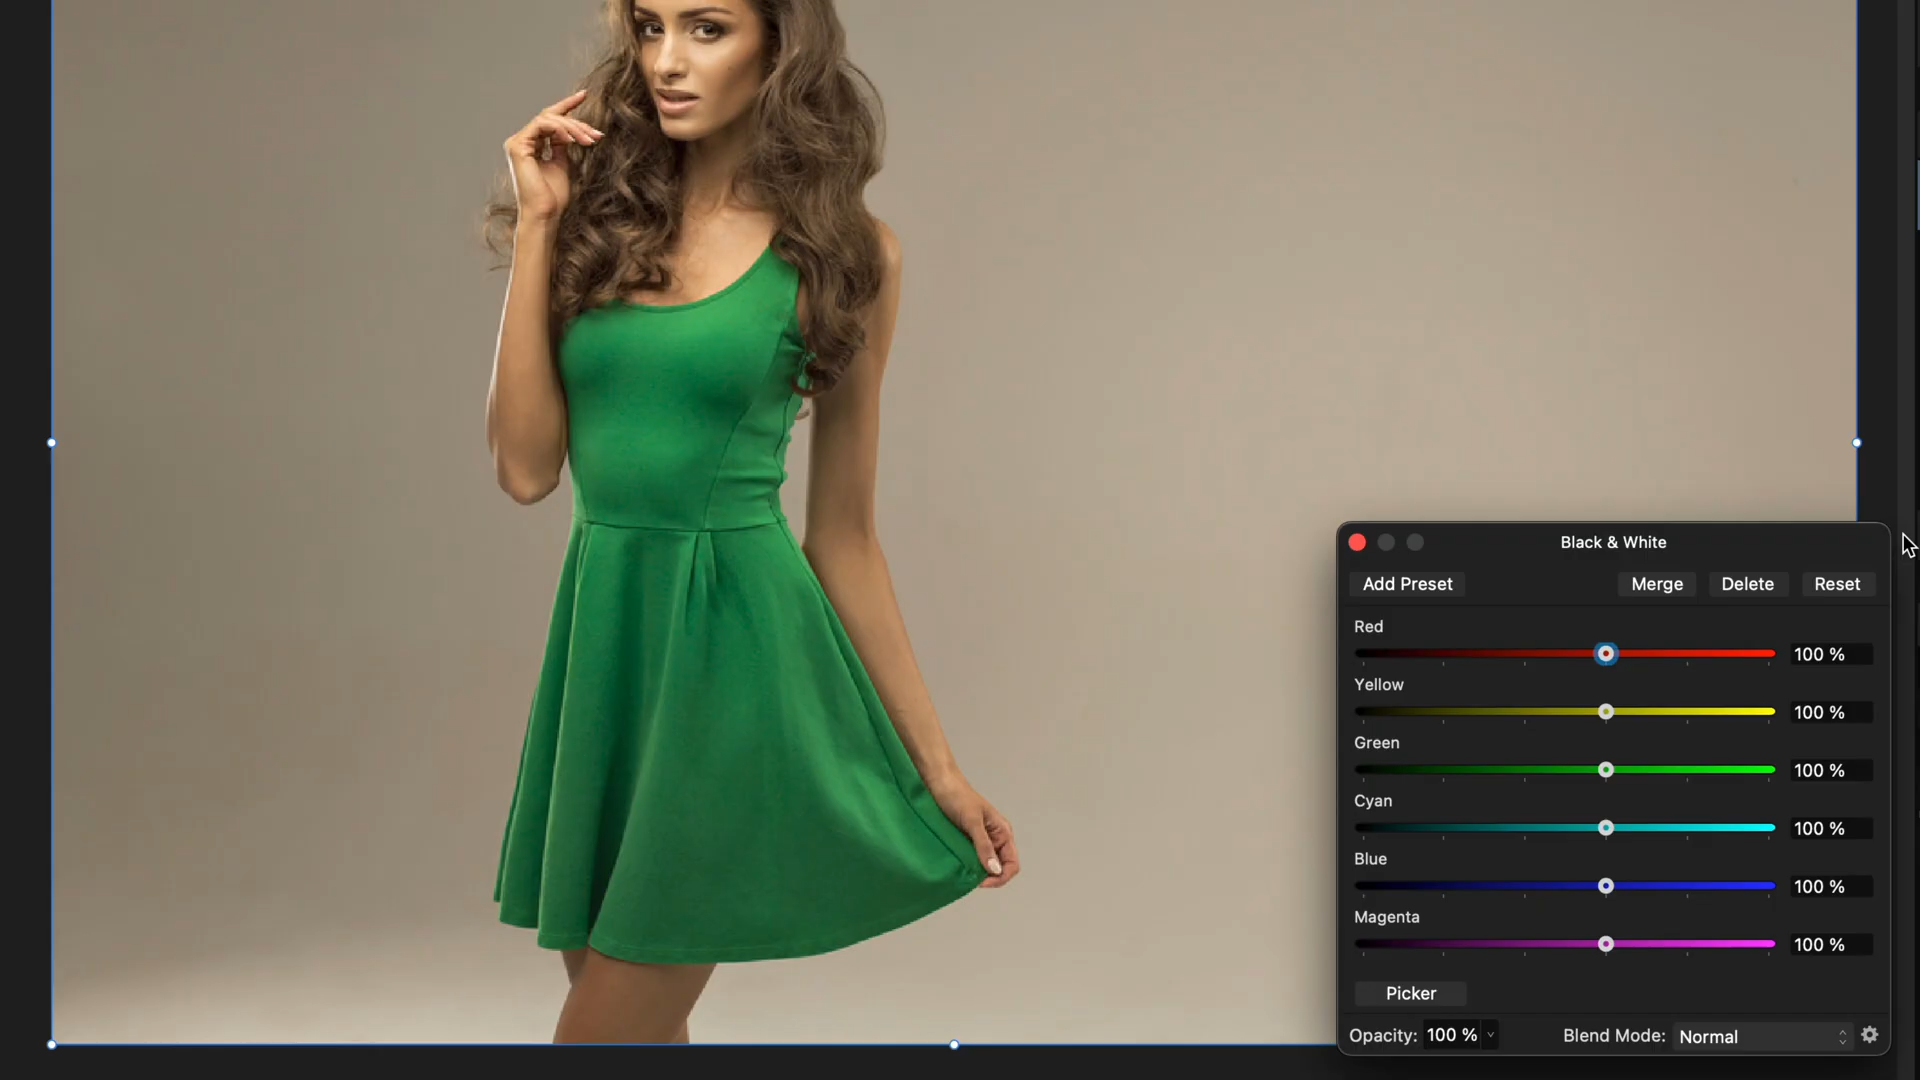 Black & White
Add Preset Merge Delete Reset
Red
100 %
Yellow
100 %
Green
100 %
Cyan
100 %
Blue
100 %
Magenta
100 %
Picker
Opacity: 100 % Blend Mode: Normal